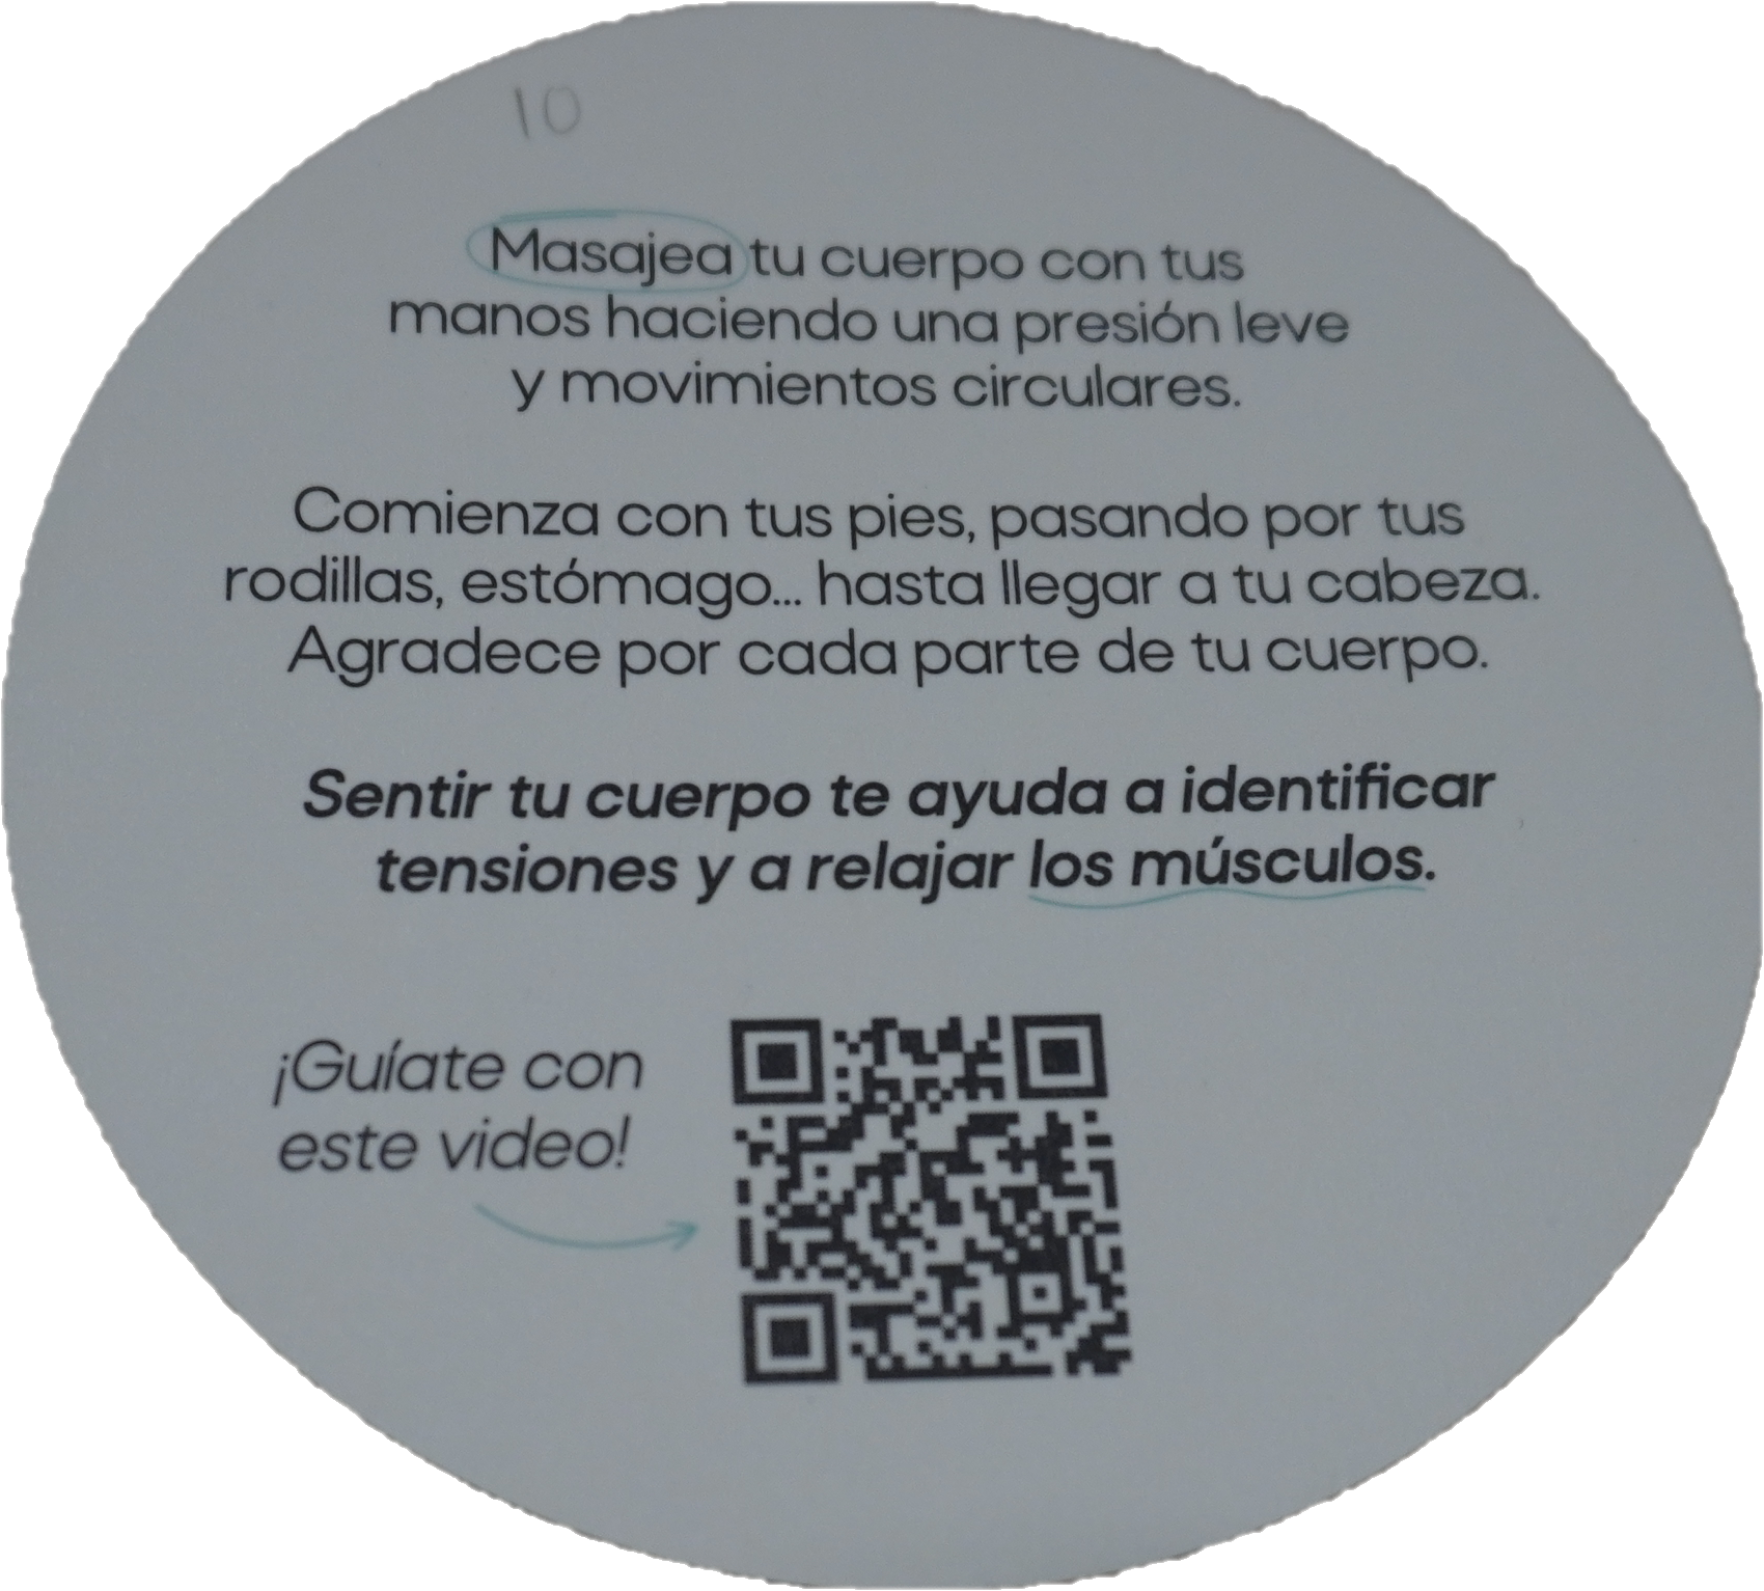 10
Masajea tu cuerpo con tus
manos haciendo una presión leve
y movimientos circulares.
Comienza con tus pies, pasando por tus
rodillas, estómago... hasta llegar a tu cabeza.
Agradece por cada parte de tu cuerpo.
Sentir tu cuerpo te ayuda a identificar
tensiones y a relajar los músculos.
¡Guíate con
este video!